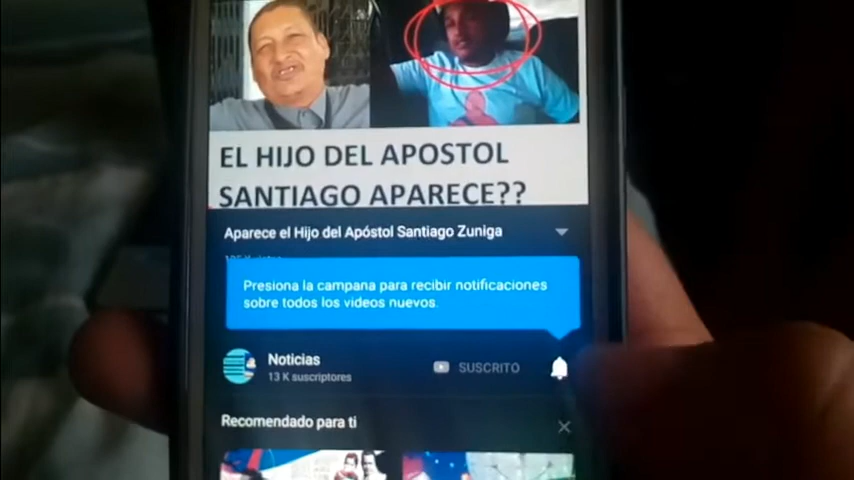 EL HIJO DEL APOSTOL
SANTIAGO APARECE??
Aparece el Hijo del Apóstol Santiago Zuniga
Presiona la campana para recibir notificaciones
sobre todos los videos nuevos.
Noticias
13 K suscriptores
SUSCRITO
Recomendado para ti